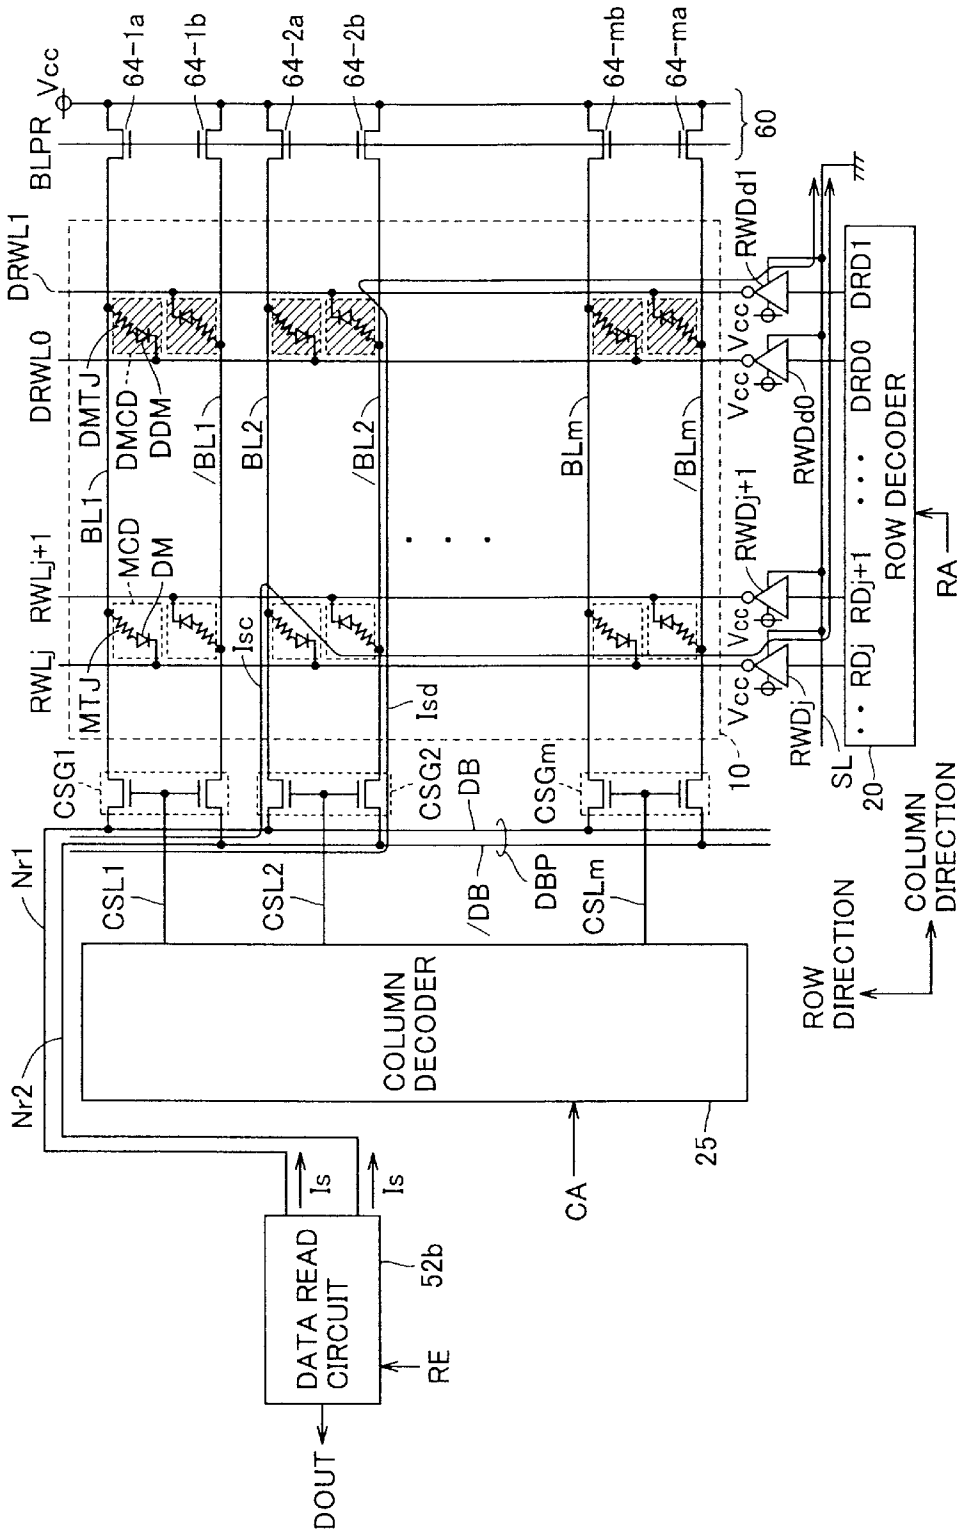 DOUT
DATA READ
CIRCUIT
RE
52b
Is
Is
Nr2
Nr1
CA
25
COLUMN
DECODER
CSL1
CSL2
CSLm
/DB
DB
DBP
CSG1
CSG2
CSGm
ROW
DIRECTION
COLUMN
DIRECTION
10
20
SL
RWLj
RWLj+1
MTJ
MCD
DM
Isc
Isd
BL1
/BL1
BL2
/BL2
BLm
/BLm
DRWL0
DRWL1
DMTJ
DMCD
DDM
BLPR
Vcc
64-1a
64-1b
64-2a
64-2b
64-mb
64-ma
60
Vcc
Vcc
Vcc
Vcc
RWDj
RWDj+1
RWDd0
RWDd1
RDj
RDj+1
DRD0
DRD1
ROW DECODER
RA